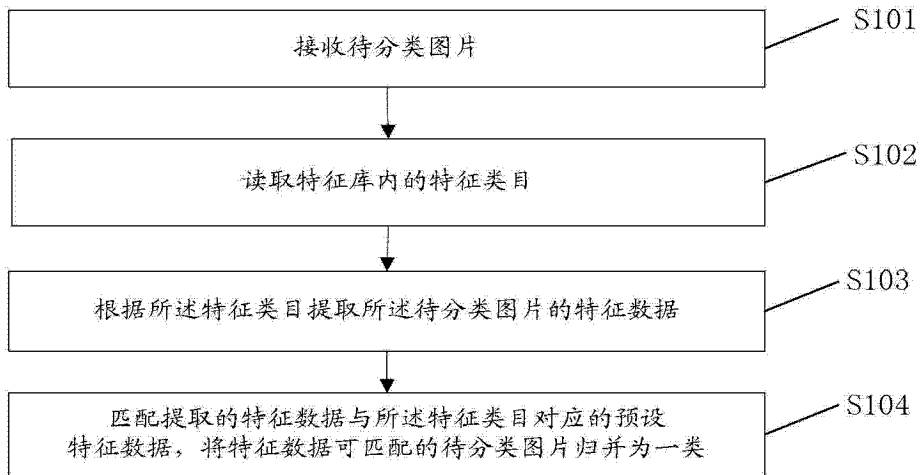 接收待分类图片
S101
读取特征库内的特征类目
S102
根据所述特征类目提取所述待分类图片的特征数据
S103
匹配提取的特征数据与所述特征类目对应的预设
特征数据，将特征数据可匹配的待分类图片归并为一类
S104